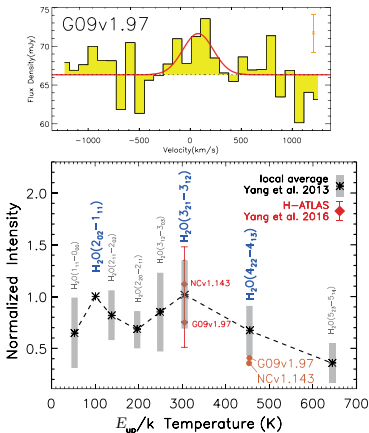 G09v1.97
Flux Density(mJy)
75
70
65
60
−1000
−500
0
500
1000
Velocity(km/s)
local average
Yang et al. 2013
H−ATLAS
Yang et al. 2016
H₂O(1₁₁−0₀₀)
H₂O(2₀₂−1₁₁)
H₂O(2₁₁−2₀₂)
H₂O(2₂₀−2₁₁)
H₂O(3₁₂−3₀₃)
H₂O(3₂₁−3₁₂)
H₂O(4₂₂−4₁₃)
H₂O(5₂₃−5₁₄)
NCv1.143
G09v1.97
G09v1.97
NCv1.143
Normalized Intensity
2.0
1.5
1.0
0.5
0
100
200
300
400
500
600
700
E_up/k Temperature (K)